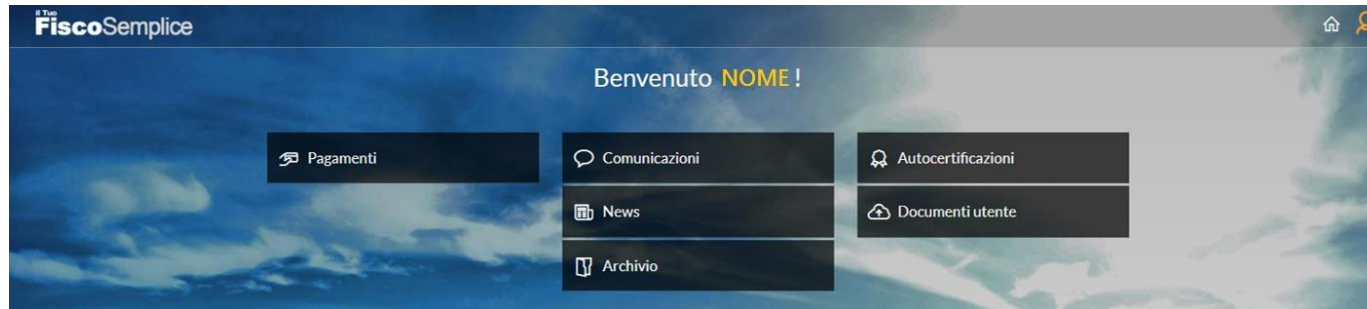 il Tuo
FiscoSemplice
Benvenuto NOME!
Pagamenti
Comunicazioni
News
Archivio
Autocertificazioni
Documenti utente